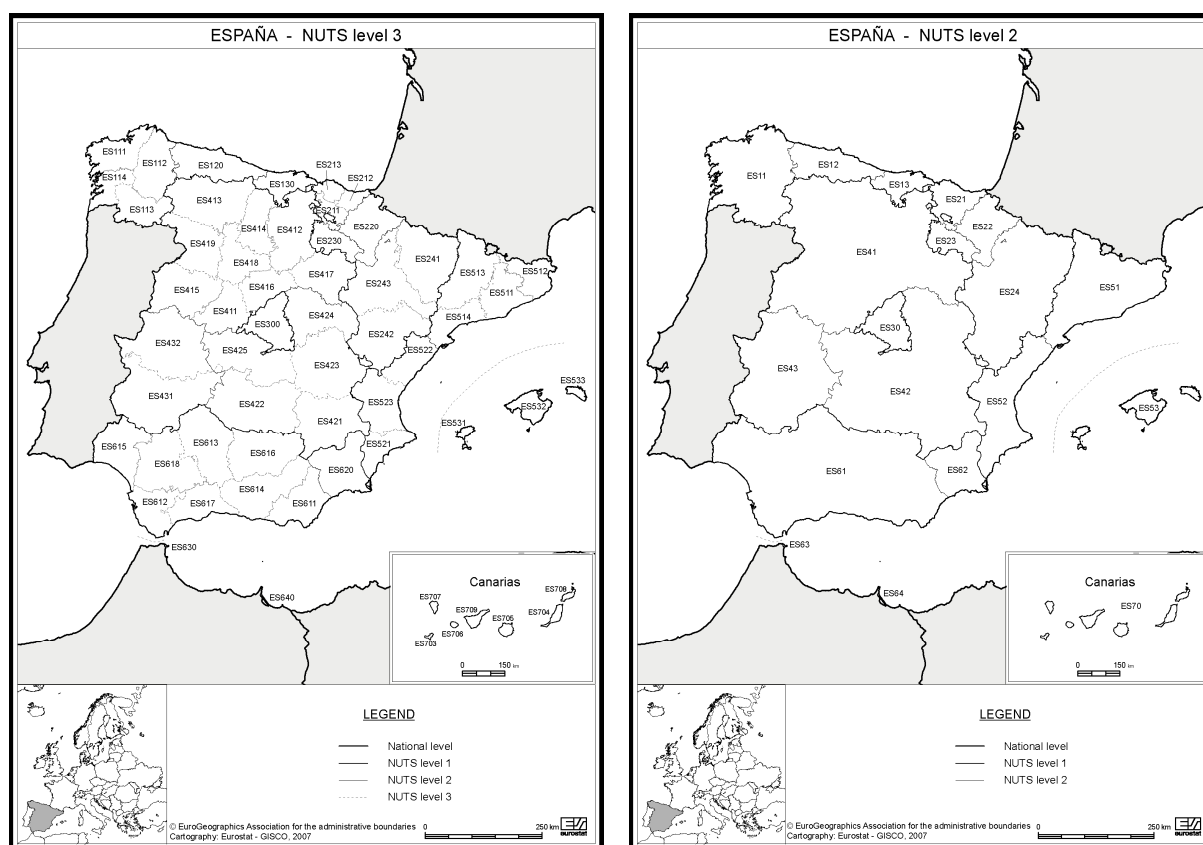 ESPAÑA - NUTS level 3
ES111
ES112
ES120
ES213
ES212
ES114
ES130
ES113
ES413
ES211
ES414
ES412
ES220
ES419
ES230
ES418
ES241
ES417
ES513
ES512
ES415
ES416
ES243
ES511
ES411
ES424
ES514
ES300
ES432
ES425
ES242
ES522
ES423
ES431
ES422
ES523
ES533
ES532
ES421
ES531
ES615
ES613
ES521
ES618
ES616
ES620
ES614
ES612
ES617
ES611
ES630
ES640
Canarias
ES708
ES707
ES709
ES704
ES705
ES706
ES703
0 150 km
LEGEND
National level
NUTS level 1
NUTS level 2
NUTS level 3
© EuroGeographics Association for the administrative boundaries
Cartography: Eurostat - GISCO, 2007
0 250 km
eurostat
ESPAÑA - NUTS level 2
ES12
ES11
ES13
ES21
ES22
ES23
ES41
ES24
ES51
ES30
ES43
ES42
ES52
ES53
ES61
ES62
ES63
ES64
Canarias
ES70
0 150 km
LEGEND
National level
NUTS level 1
NUTS level 2
© EuroGeographics Association for the administrative boundaries
Cartography: Eurostat - GISCO, 2007
0 250 km
eurostat